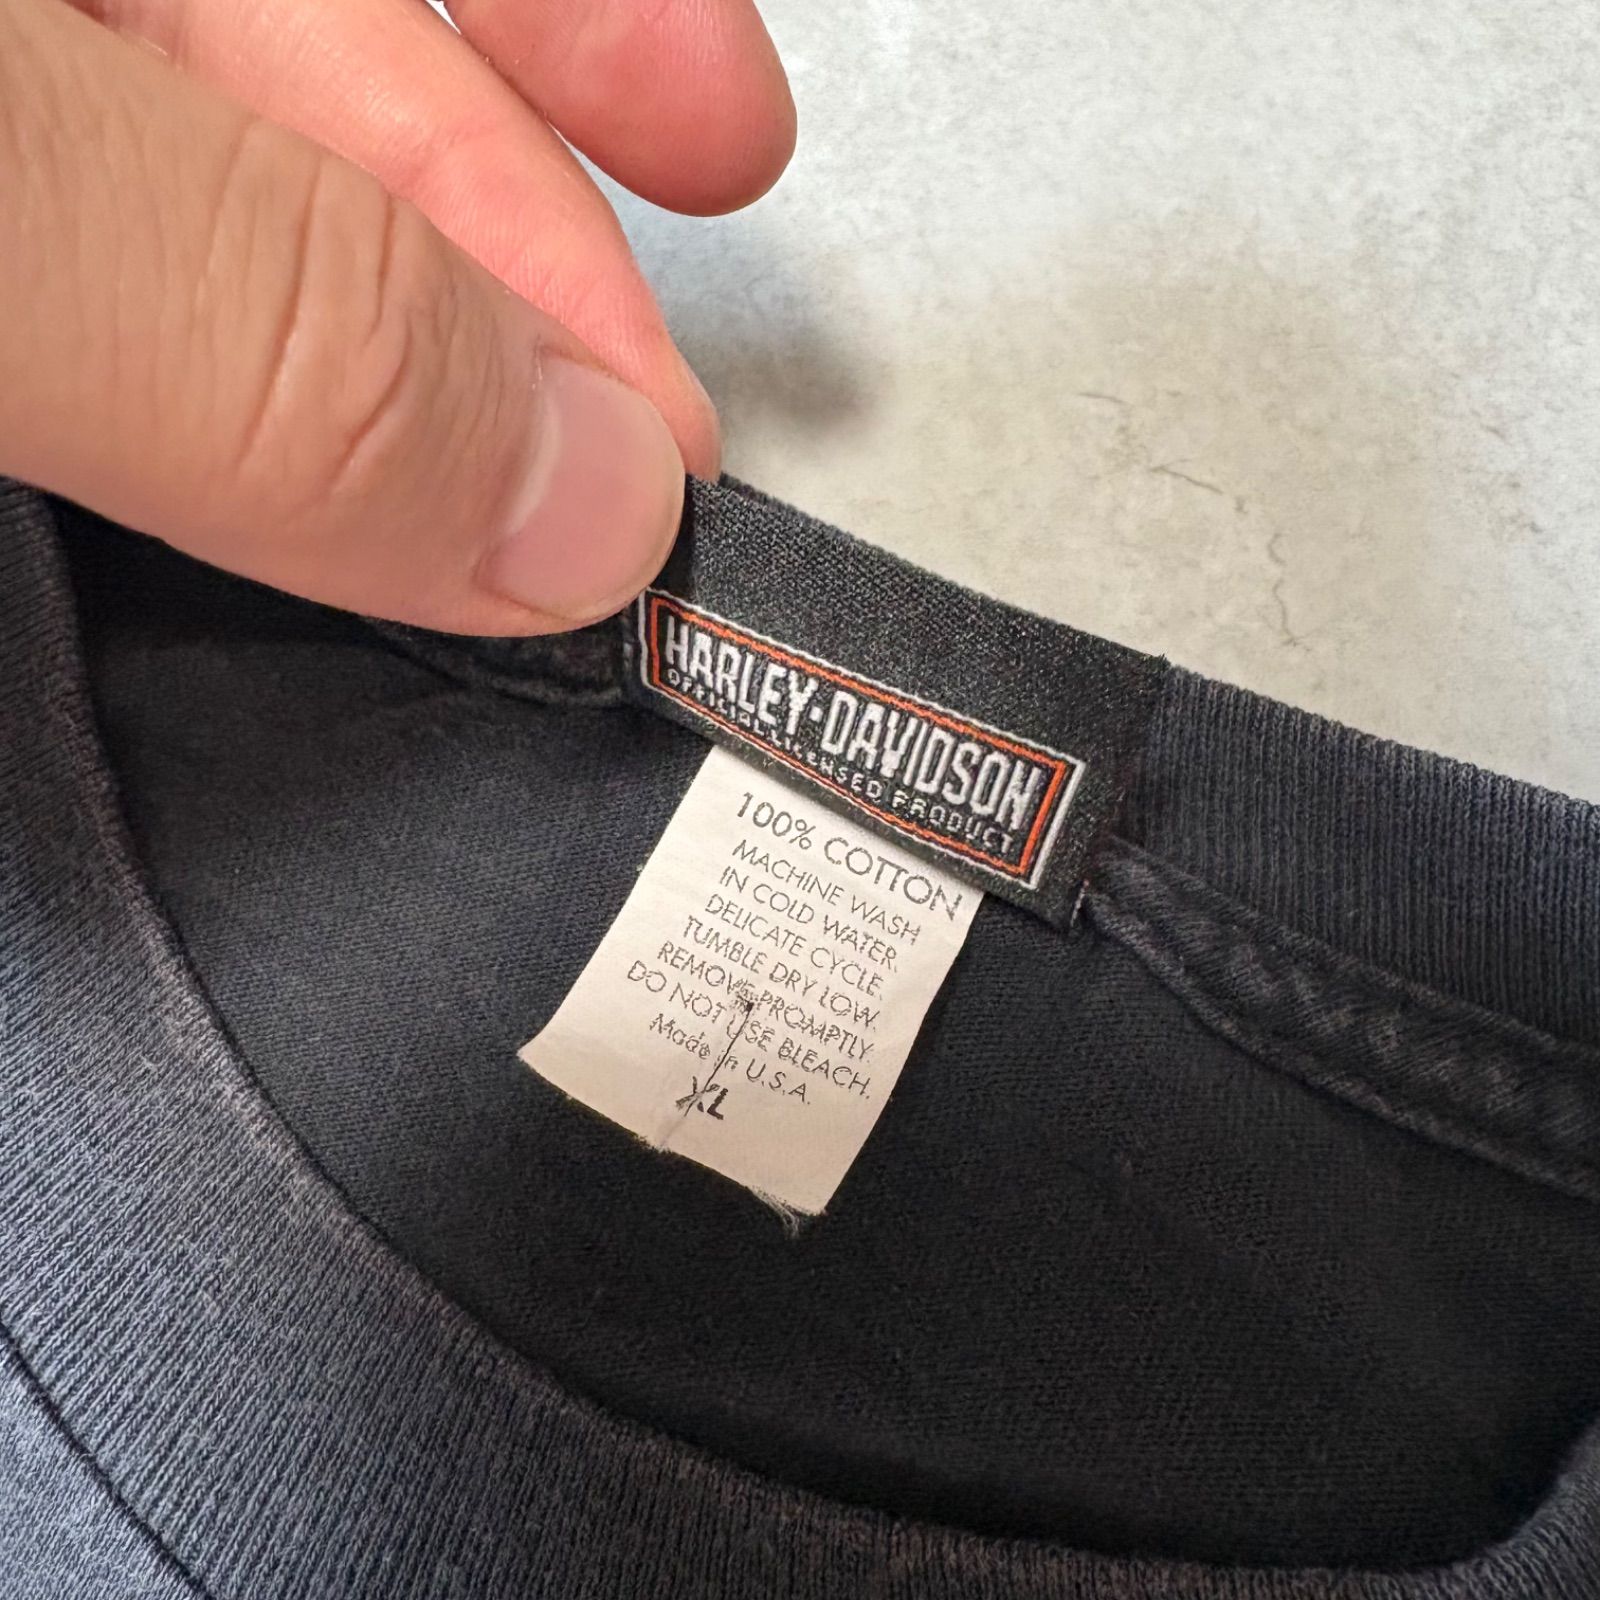 HARLEY-DAVIDSON
OFFICIAL LICENSED PRODUCT
100% COTTON
MACHINE WASH
IN COLD WATER.
DELICATE CYCLE.
TUMBLE DRY LOW.
REMOVE PROMPTLY.
DO NOT USE BLEACH.
Made in U.S.A.
XL